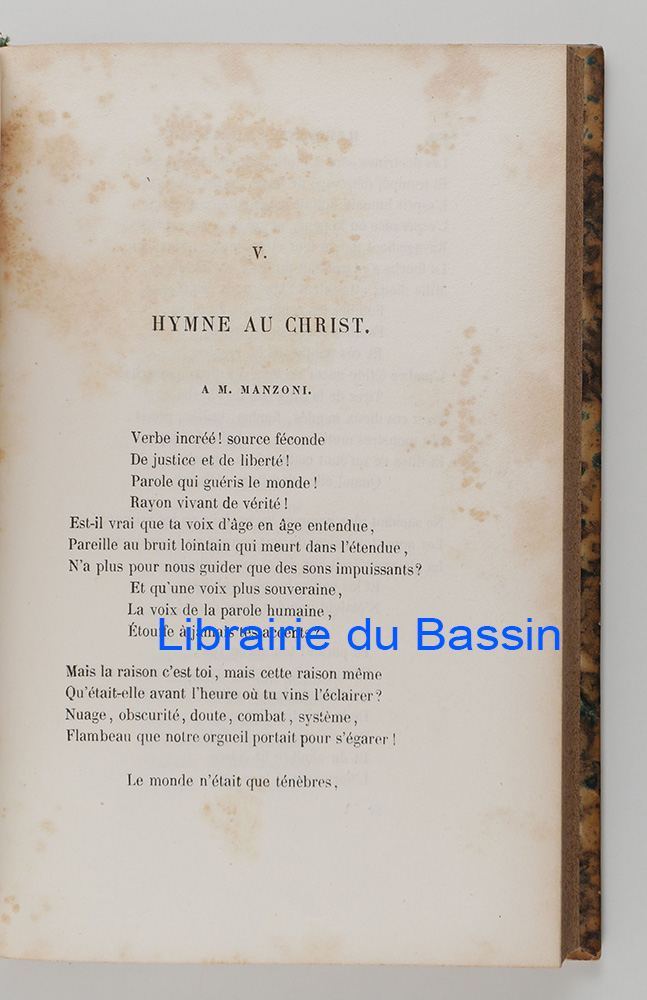 V.
HYMNE AU CHRIST.
A M. MANZONI.
Verbe incréé! source féconde
De justice et de liberté!
Parole qui guéris le monde!
Rayon vivant de vérité!
Est-il vrai que ta voix d'âge en âge entendue,
Pareille au bruit lointain qui meurt dans l'étendue,
N'a plus pour nous guider que des sons impuissants?
Et qu'une voix plus souveraine,
La voix de la parole humaine,
Étouffe à jamais tes accents?
Librairie du Bassin
Mais la raison c'est toi, mais cette raison même
Qu'était-elle avant l'heure où tu vins l'éclairer?
Nuage, obscurité, doute, combat, système,
Flambeau que notre orgueil portait pour s'égarer!
Le monde n'était que ténèbres,